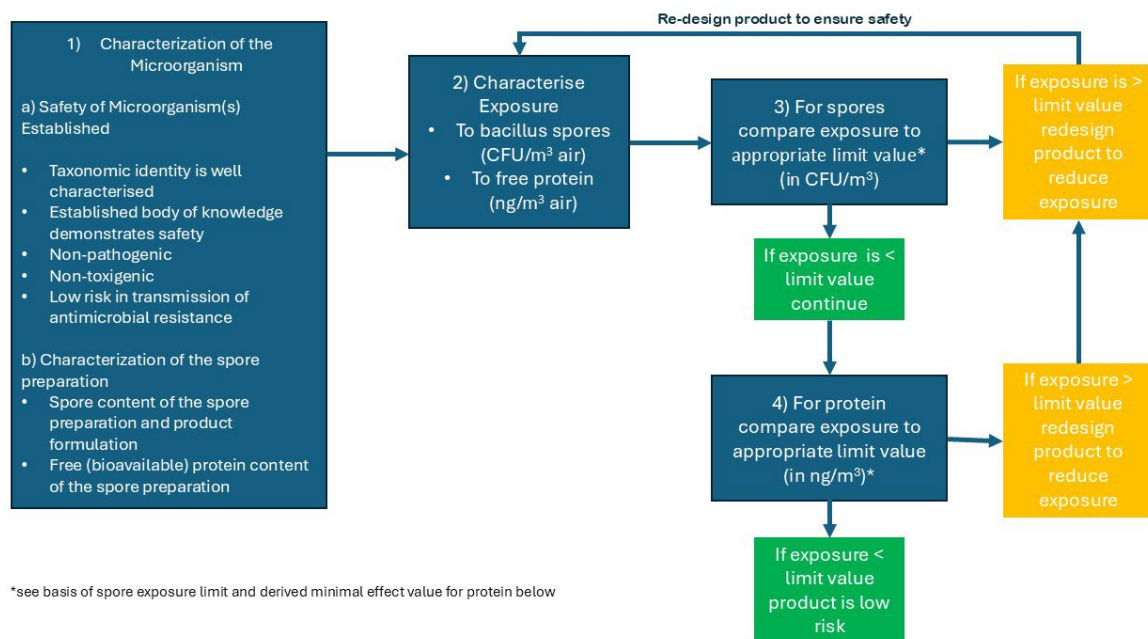 Re-design product to ensure safety
1) Characterization of the
Microorganism
a) Safety of Microorganism(s)
Established
• Taxonomic identity is well
characterised
• Established body of knowledge
demonstrates safety
• Non-pathogenic
• Non-toxigenic
• Low risk in transmission of
antimicrobial resistance
b) Characterization of the spore
preparation
• Spore content of the spore
preparation and product
formulation
• Free (bioavailable) protein content
of the spore preparation
2) Characterise
Exposure
• To bacillus spores
(CFU/m³ air)
• To free protein
(ng/m³ air)
3) For spores
compare exposure to
appropriate limit value*
(in CFU/m³)
If exposure is >
limit value
redesign
product to
reduce
exposure
If exposure is <
limit value
continue
4) For protein
compare exposure to
appropriate limit value
(in ng/m³)*
If exposure >
limit value
redesign
product to
reduce
exposure
If exposure <
limit value
product is low
risk
*see basis of spore exposure limit and derived minimal effect value for protein below